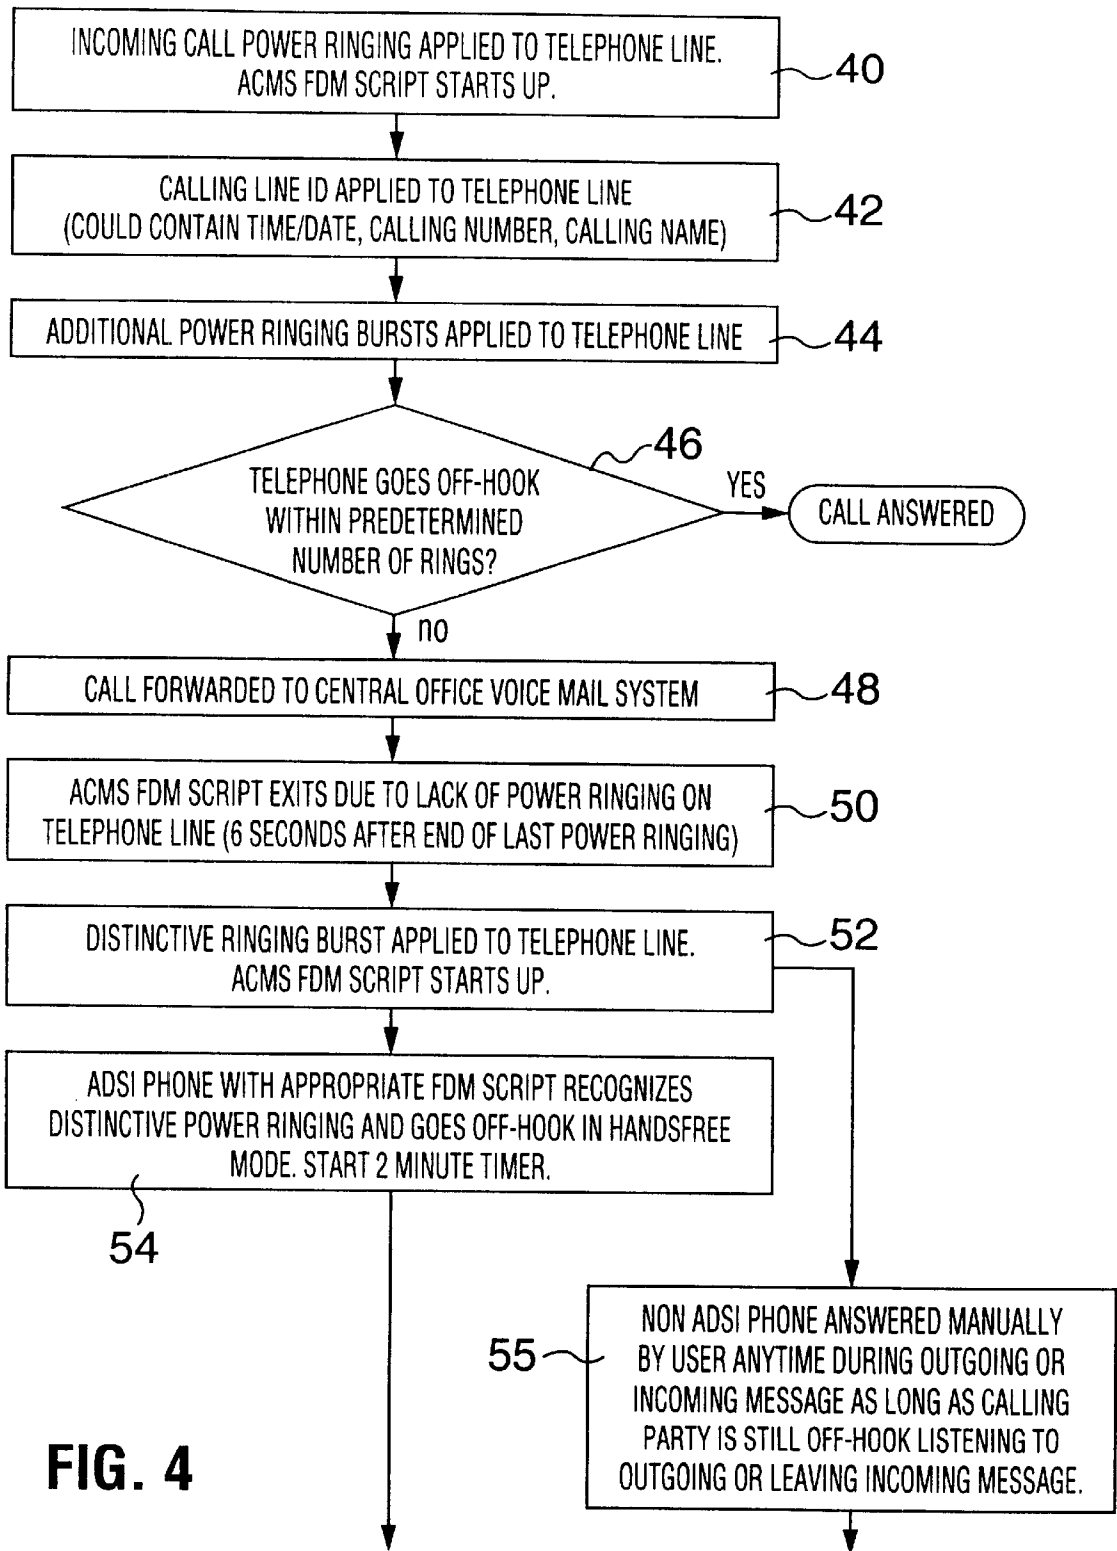 INCOMING CALL POWER RINGING APPLIED TO TELEPHONE LINE.
ACMS FDM SCRIPT STARTS UP.
40
CALLING LINE ID APPLIED TO TELEPHONE LINE
(COULD CONTAIN TIME/DATE, CALLING NUMBER, CALLING NAME)
42
ADDITIONAL POWER RINGING BURSTS APPLIED TO TELEPHONE LINE
44
46
TELEPHONE GOES OFF-HOOK
WITHIN PREDETERMINED
NUMBER OF RINGS?
YES
CALL ANSWERED
no
CALL FORWARDED TO CENTRAL OFFICE VOICE MAIL SYSTEM
48
ACMS FDM SCRIPT EXITS DUE TO LACK OF POWER RINGING ON
TELEPHONE LINE (6 SECONDS AFTER END OF LAST POWER RINGING)
50
DISTINCTIVE RINGING BURST APPLIED TO TELEPHONE LINE.
ACMS FDM SCRIPT STARTS UP.
52
ADSI PHONE WITH APPROPRIATE FDM SCRIPT RECOGNIZES
DISTINCTIVE POWER RINGING AND GOES OFF-HOOK IN HANDSFREE
MODE. START 2 MINUTE TIMER.
54
NON ADSI PHONE ANSWERED MANUALLY
BY USER ANYTIME DURING OUTGOING OR
INCOMING MESSAGE AS LONG AS CALLING
PARTY IS STILL OFF-HOOK LISTENING TO
OUTGOING OR LEAVING INCOMING MESSAGE.
55
FIG. 4